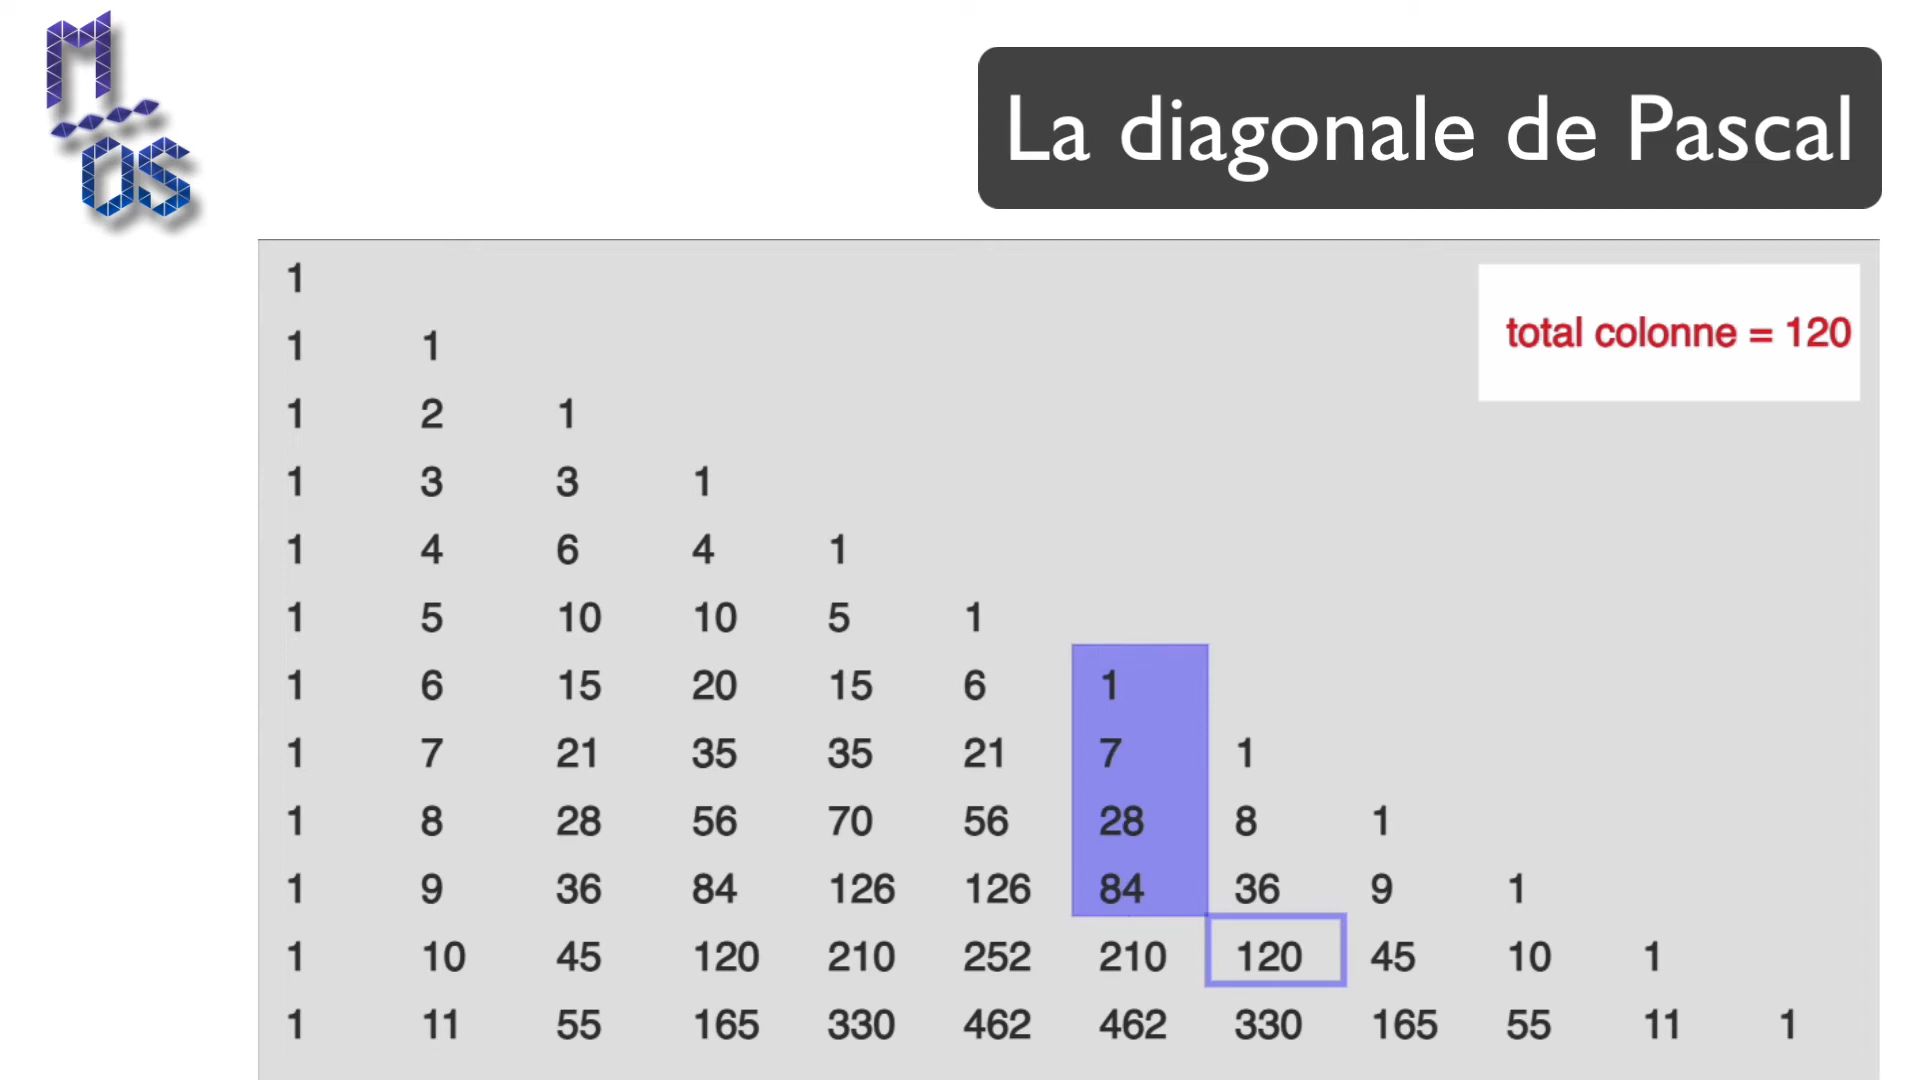 M
OS
La diagonale de Pascal
total colonne = 120
1
1 1
1 2 1
1 3 3 1
1 4 6 4 1
1 5 10 10 5 1
1 6 15 20 15 6 1
1 7 21 35 35 21 7 1
1 8 28 56 70 56 28 8 1
1 9 36 84 126 126 84 36 9 1
1 10 45 120 210 252 210 120 45 10 1
1 11 55 165 330 462 462 330 165 55 11 1